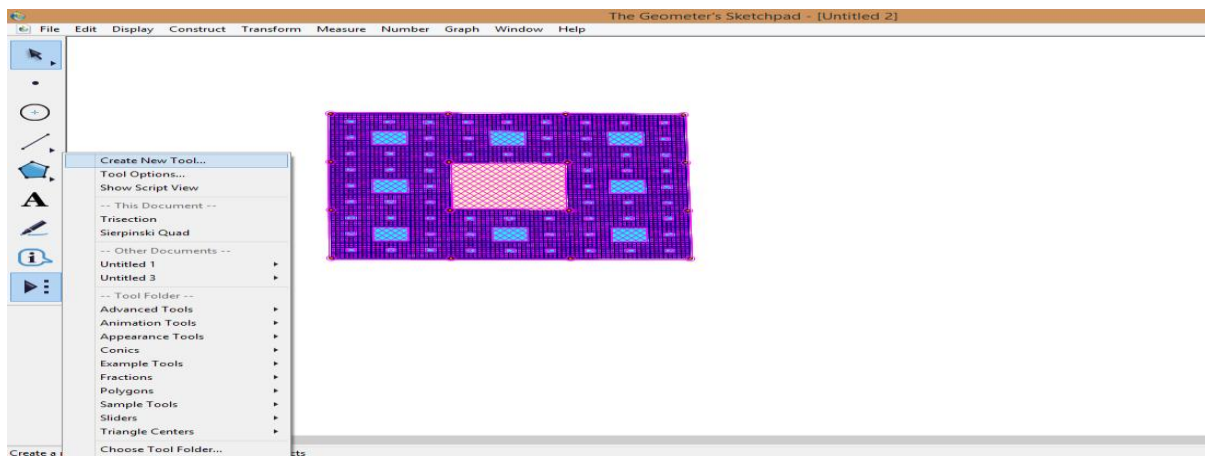 The Geometer's Sketchpad - [Untitled 2]
File Edit Display Construct Transform Measure Number Graph Window Help
A
i
Create New Tool...
Tool Options...
Show Script View
-- This Document --
Trisection
Sierpinski Quad
-- Other Documents --
Untitled 1
Untitled 3
-- Tool Folder --
Advanced Tools
Animation Tools
Appearance Tools
Conics
Example Tools
Fractions
Polygons
Sample Tools
Sliders
Triangle Centers
Choose Tool Folder...
Create a